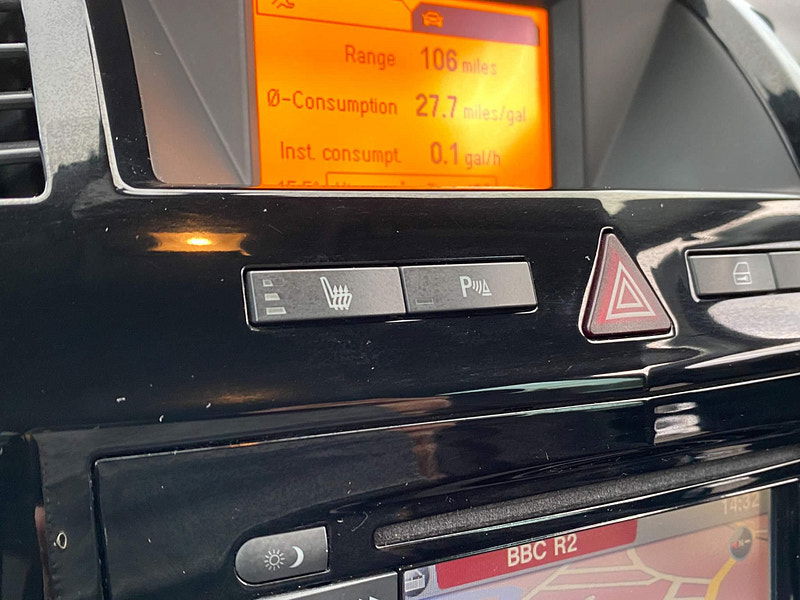 Range 106 miles
Ø-Consumption 27.7 miles/gal
Inst. consumpt. 0.1 gal/h
P
14:32
BBC R2